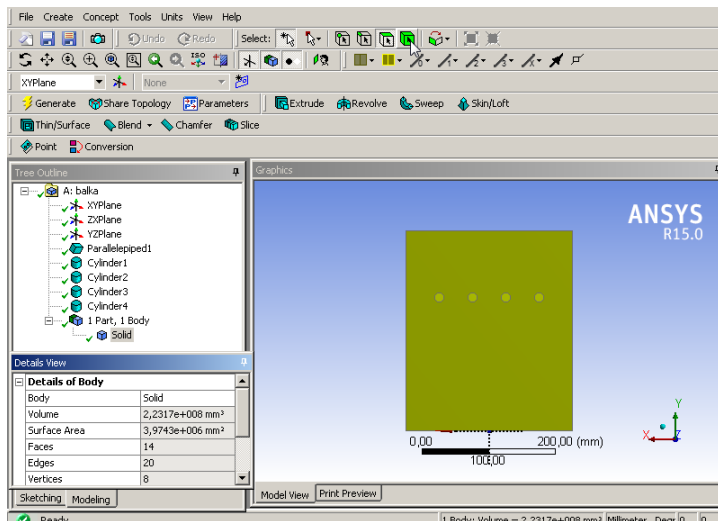 File Create Concept Tools Units View Help
Undo Redo Select:
ISO
XYPlane None
Generate Share Topology Parameters Extrude Revolve Sweep Skin/Loft
Thin/Surface Blend Chamfer Slice
Point Conversion
Tree Outline
A: balka
XYPlane
ZXPlane
YZPlane
Parallelepiped1
Cylinder1
Cylinder2
Cylinder3
Cylinder4
1 Part, 1 Body
Solid
Details View
Details of Body
Body Solid
Volume 2,2317e+008 mm³
Surface Area 3,9743e+006 mm²
Faces 14
Edges 20
Vertices 8
Sketching Modeling
Graphics
ANSYS
R15.0
0,00 200,00 (mm)
100,00
Y
X Z
Model View Print Preview
Ready 1 Body: Volume = 2,2317e+008 mm³ Millimeter Degr 0 0